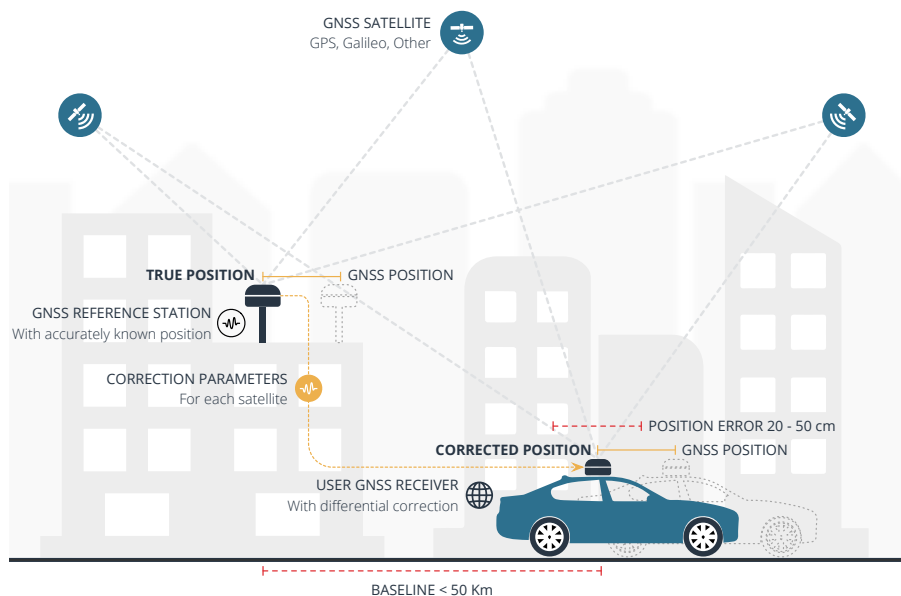 GNSS SATELLITE
GPS, Galileo, Other
TRUE POSITION
GNSS POSITION
GNSS REFERENCE STATION
With accurately known position
CORRECTION PARAMETERS
For each satellite
POSITION ERROR 20 - 50 cm
CORRECTED POSITION
GNSS POSITION
USER GNSS RECEIVER
With differential correction
BASELINE < 50 Km